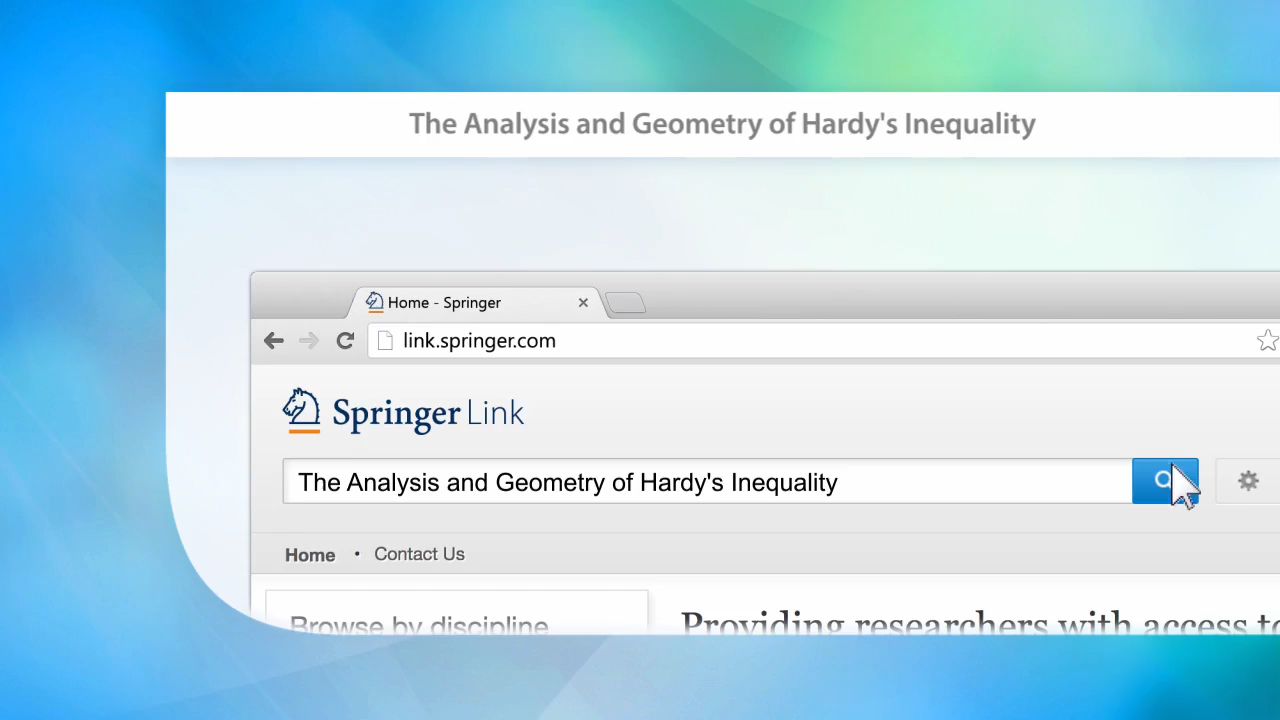 The Analysis and Geometry of Hardy's Inequality
Home - Springer
link.springer.com
Springer Link
The Analysis and Geometry of Hardy's Inequality
Home • Contact Us
Browse by discipline
Providing researchers with access to